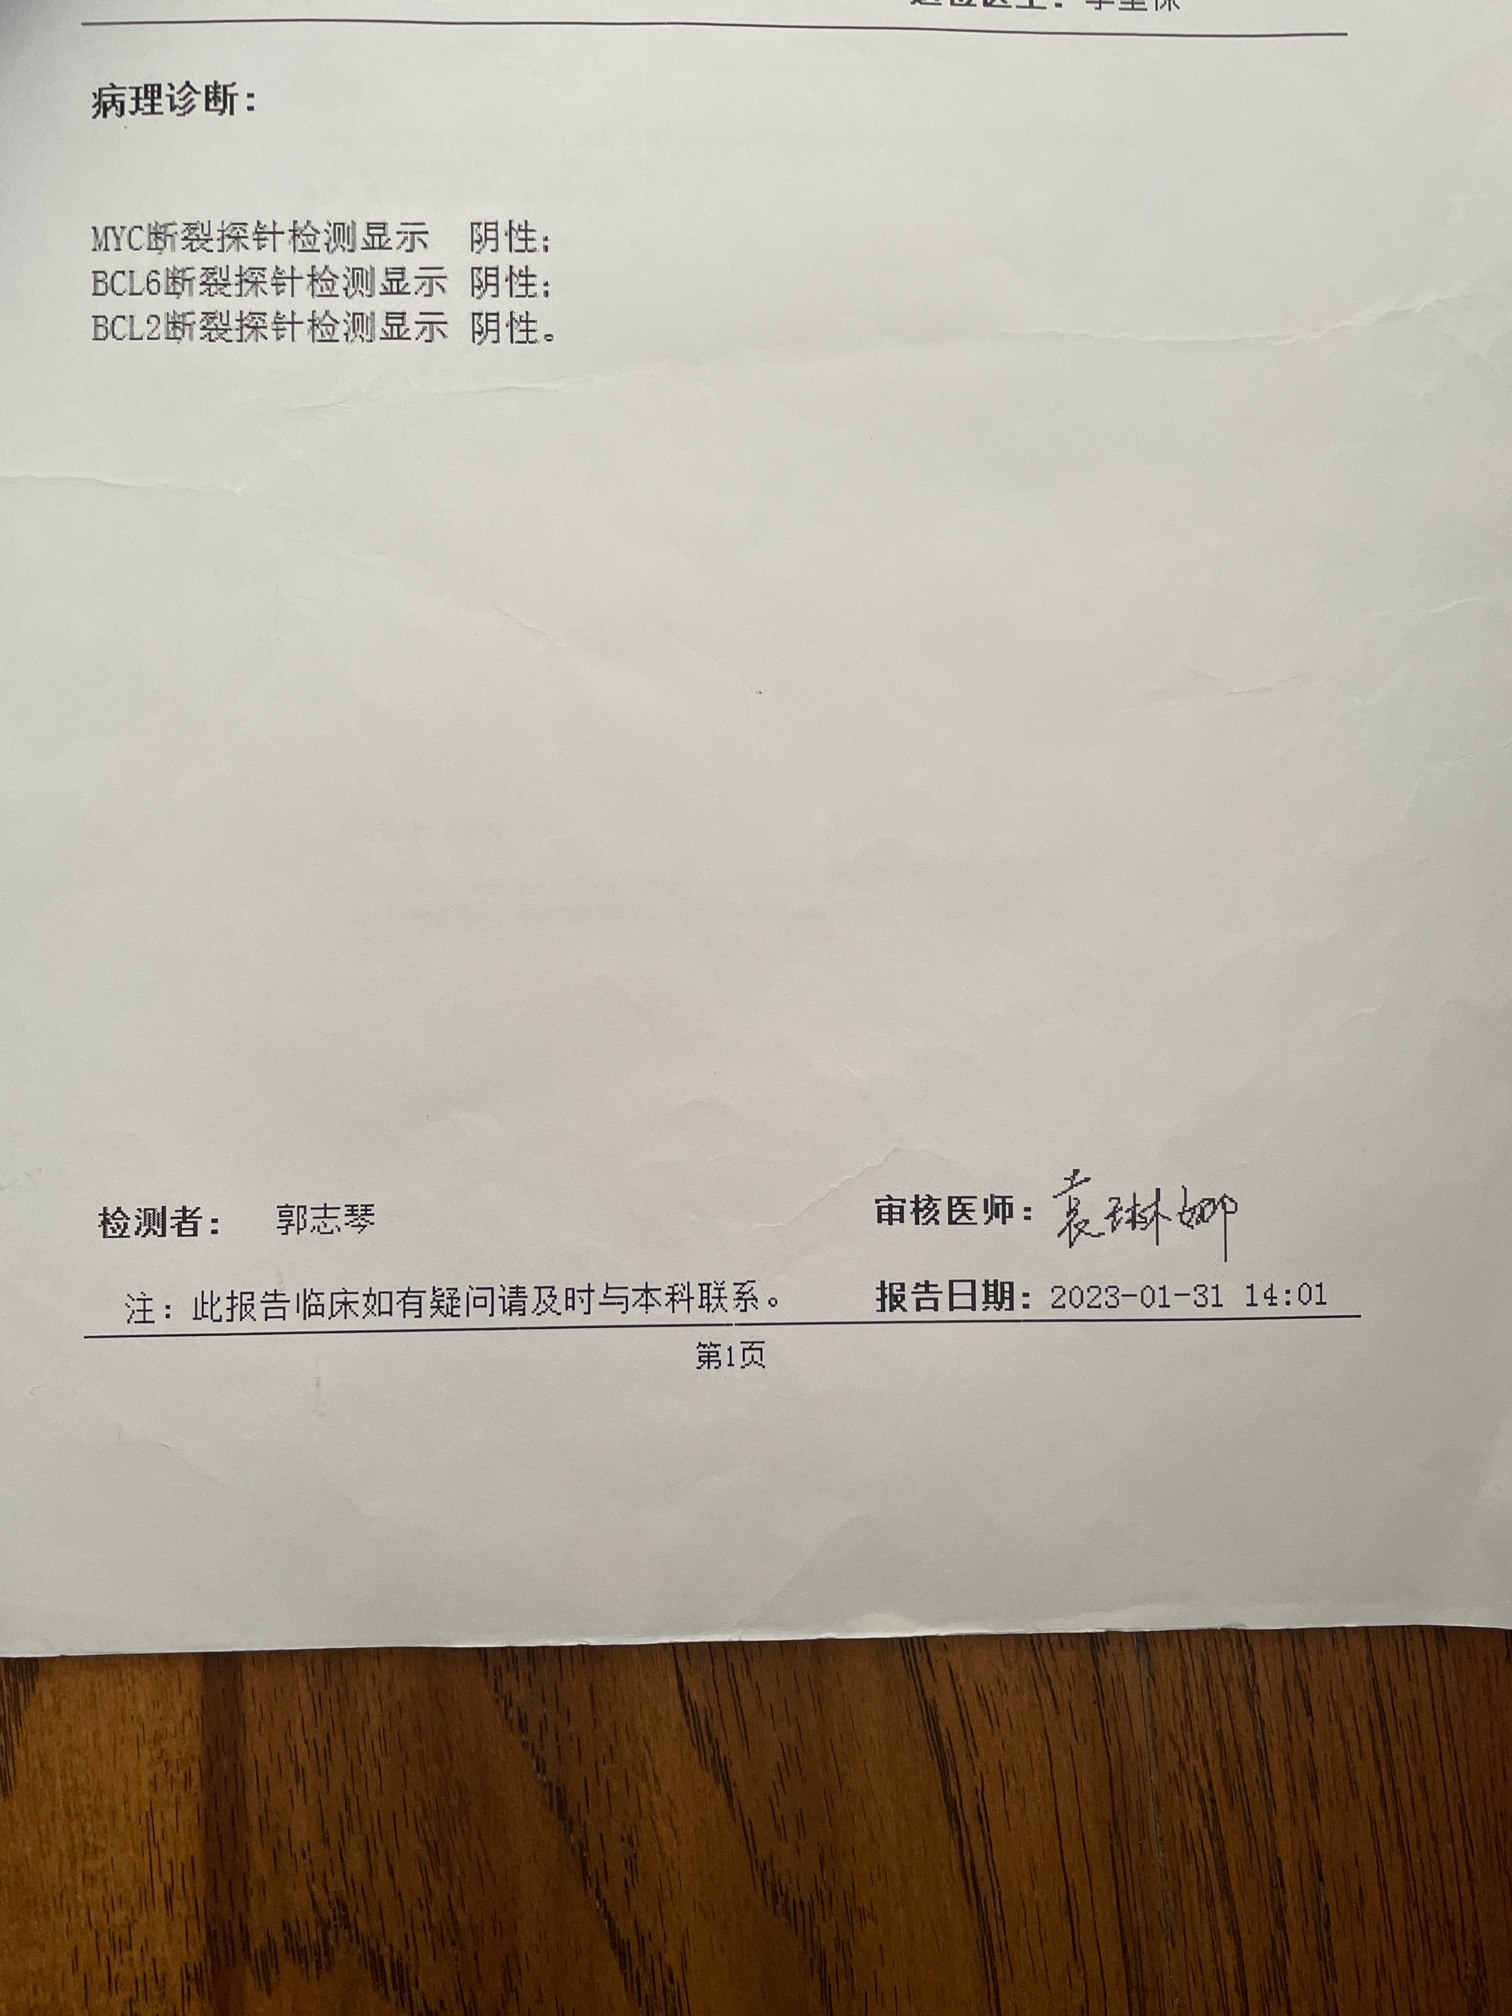 病理诊断:
MYC断裂探针检测显示 阴性;
BCL6断裂探针检测显示 阴性;
BCL2断裂探针检测显示 阴性。
检测者: 郭志琴 审核医师: 袁琳娜
注: 此报告临床如有疑问请及时与本科联系。 报告日期: 2023-01-31 14:01
第1页